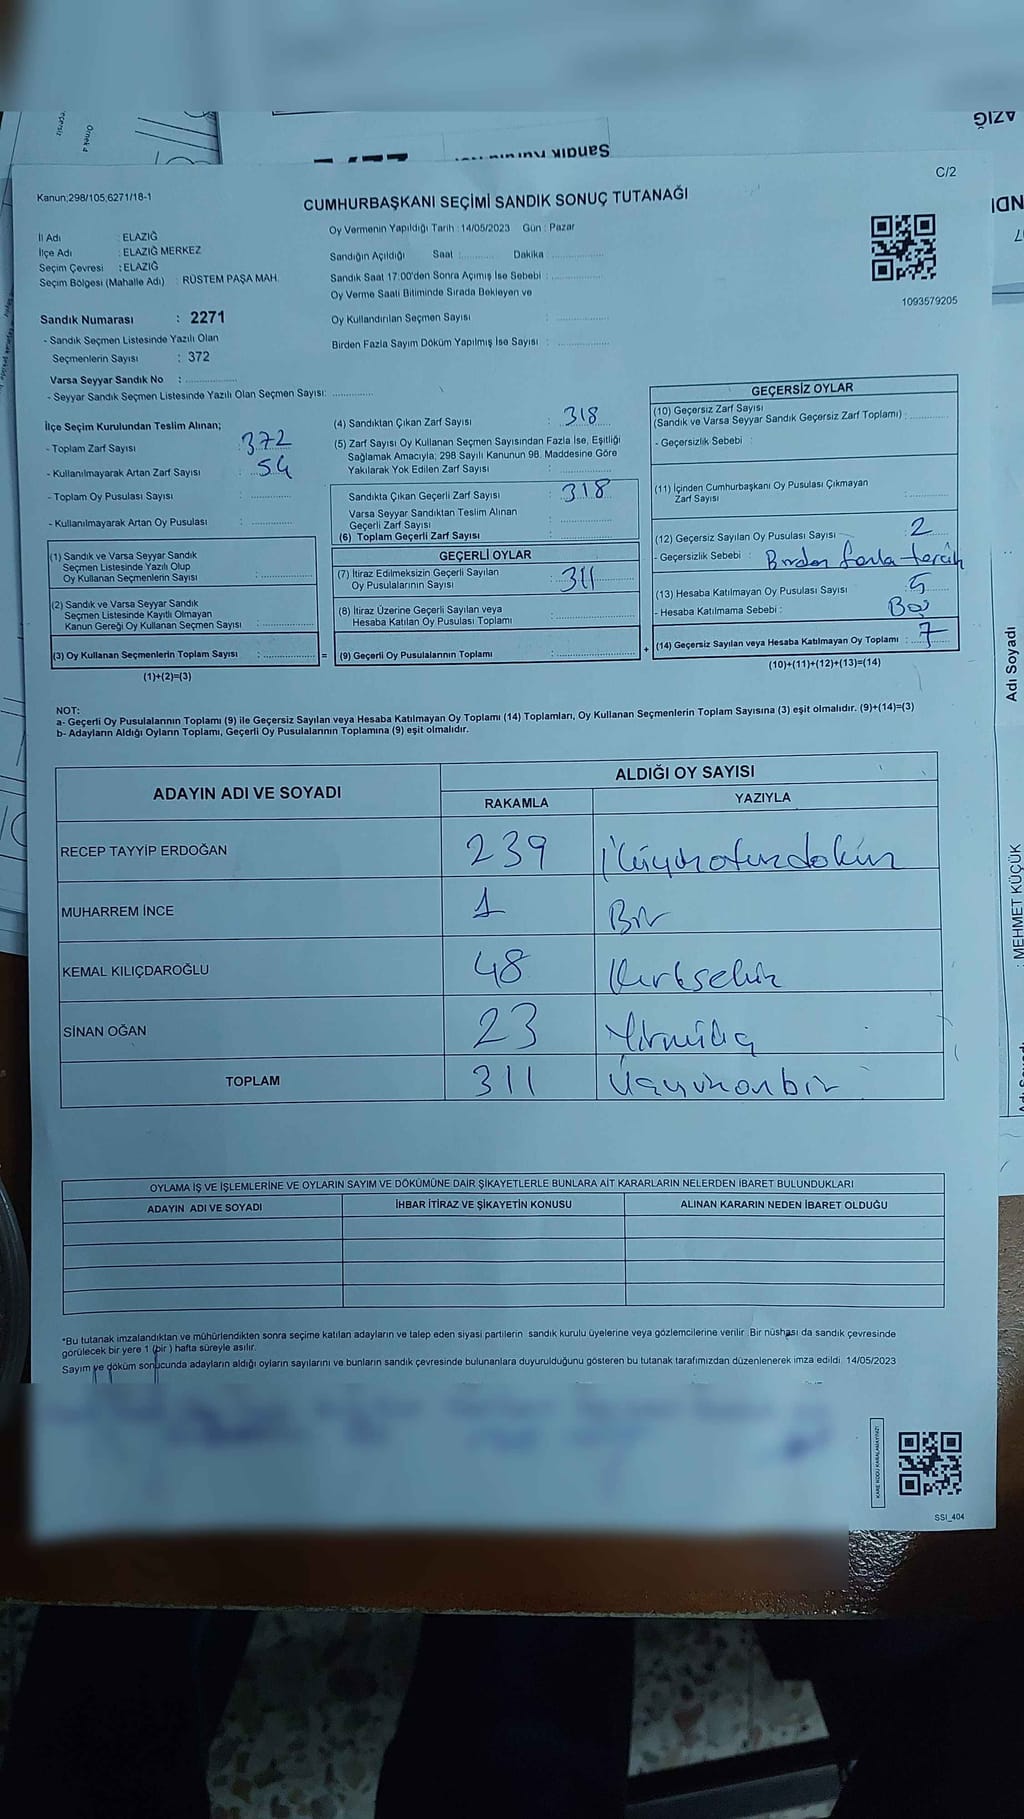 AZIĞ
Sandık Kurulu
C/2
Kanun;298/105,6271/18-1
CUMHURBAŞKANI SEÇİMİ SANDIK SONUÇ TUTANAĞI
İl Adı : ELAZIĞ
İlçe Adı : ELAZIĞ MERKEZ
Seçim Çevresi : ELAZIĞ
Seçim Bölgesi (Mahalle Adı) : RÜSTEM PAŞA MAH.
Oy Vermenin Yapıldığı Tarih : 14/05/2023 Gün : Pazar
Sandığın Açıldığı Saat :........... Dakika :...............
Sandık Saat 17:00'den Sonra Açımış İse Sebebi : ...............
Oy Verme Saati Bitiminde Sırada Bekleyen ve
Oy Kullandırılan Seçmen Sayısı : ...............
Birden Fazla Sayım Döküm Yapılmış İse Sayısı : ...............
1093579205
Sandık Numarası : 2271
- Sandık Seçmen Listesinde Yazılı Olan
Seçmenlerin Sayısı : 372
Varsa Seyyar Sandık No : ...............
- Seyyar Sandık Seçmen Listesinde Yazılı Olan Seçmen Sayısı: ............
İlçe Seçim Kurulundan Teslim Alınan;
- Toplam Zarf Sayısı : 372
- Kullanılmayarak Artan Zarf Sayısı : 54
- Toplam Oy Pusulası Sayısı : ............
- Kullanılmayarak Artan Oy Pusulası : ............
(1) Sandık ve Varsa Seyyar Sandık
Seçmen Listesinde Yazılı Olup
Oy Kullanan Seçmenlerin Sayısı : ...............
(2) Sandık ve Varsa Seyyar Sandık
Seçmen Listesinde Kayıtlı Olmayan
Kanun Gereği Oy Kullanan Seçmen Sayısı : ...............
(3) Oy Kullanan Seçmenlerin Toplam Sayısı : ............... =
(1)+(2)=(3)
(4) Sandıktan Çıkan Zarf Sayısı : 318
(5) Zarf Sayısı Oy Kullanan Seçmen Sayısından Fazla İse, Eşitliği
Sağlamak Amacıyla; 298 Sayılı Kanunun 98. Maddesine Göre
Yakılarak Yok Edilen Zarf Sayısı : ...............
Sandıkta Çıkan Geçerli Zarf Sayısı : 318
Varsa Seyyar Sandıktan Teslim Alınan
Geçerli Zarf Sayısı : ...............
(6) Toplam Geçerli Zarf Sayısı : ...............
GEÇERLİ OYLAR
(7) İtiraz Edilmeksizin Geçerli Sayılan
Oy Pusulalarının Sayısı : 311
(8) İtiraz Üzerine Geçerli Sayılan veya
Hesaba Katılan Oy Pusulası Toplamı : ...............
(9) Geçerli Oy Pusulalarının Toplamı : ............... +
GEÇERSİZ OYLAR
(10) Geçersiz Zarf Sayısı
(Sandık ve Varsa Seyyar Sandık Geçersiz Zarf Toplamı) : ...........
- Geçersizlik Sebebi :
(11) İçinden Cumhurbaşkanı Oy Pusulası Çıkmayan
Zarf Sayısı : ...........
(12) Geçersiz Sayılan Oy Pusulası Sayısı : 2
- Geçersizlik Sebebi : Birden fazla tercih
(13) Hesaba Katılmayan Oy Pusulası Sayısı : 5
- Hesaba Katılmama Sebebi : Boş
(14) Geçersiz Sayılan veya Hesaba Katılmayan Oy Toplamı : 7
(10)+(11)+(12)+(13)=(14)
NOT:
a- Geçerli Oy Pusulalarının Toplamı (9) ile Geçersiz Sayılan veya Hesaba Katılmayan Oy Toplamı (14) Toplamları, Oy Kullanan Seçmenlerin Toplam Sayısına (3) eşit olmalıdır. (9)+(14)=(3)
b- Adayların Aldığı Oyların Toplamı, Geçerli Oy Pusulalarının Toplamına (9) eşit olmalıdır.
ADAYIN ADI VE SOYADI ALDIĞI OY SAYISI
RAKAMLA YAZIYLA
RECEP TAYYİP ERDOĞAN 239 İkiyüzotuzdokuz
MUHARREM İNCE 1 Bir
KEMAL KILIÇDAROĞLU 48 Kırksekiz
SİNAN OĞAN 23 Yirmiüç
TOPLAM 311 Üçyüzonbir
OYLAMA İŞ VE İŞLEMLERİNE VE OYLARIN SAYIM VE DÖKÜMÜNE DAİR ŞİKAYETLERLE BUNLARA AİT KARARLARIN NELERDEN İBARET BULUNDUKLARI
ADAYIN ADI VE SOYADI İHBAR İTİRAZ VE ŞİKAYETİN KONUSU ALINAN KARARIN NEDEN İBARET OLDUĞU
*Bu tutanak imzalandıktan ve mühürlendikten sonra seçime katılan adayların ve talep eden siyasi partilerin sandık kurulu üyelerine veya gözlemcilerine verilir. Bir nüshası da sandık çevresinde
görülecek bir yere 1 (bir ) hafta süreyle asılır.
Sayım ve döküm sonucunda adayların aldığı oyların sayılarını ve bunların sandık çevresinde bulunanlara duyurulduğunu gösteren bu tutanak tarafımızdan düzenlenerek imza edildi. 14/05/2023
KARE KODU KARALAMAYINIZ!
SSI_404
Adı Soyadı
: MEHMET KÜÇÜK